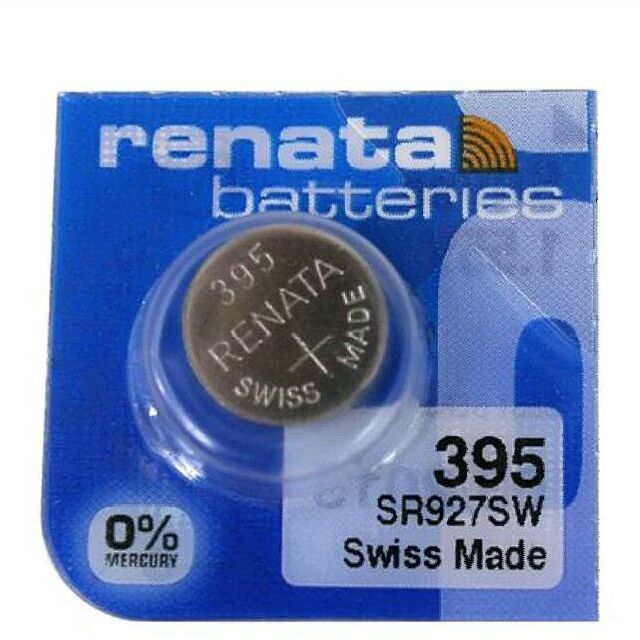 renata
batteries
395
RENATA
+
SWISS MADE
395
SR927SW
Swiss Made
0%
MERCURY